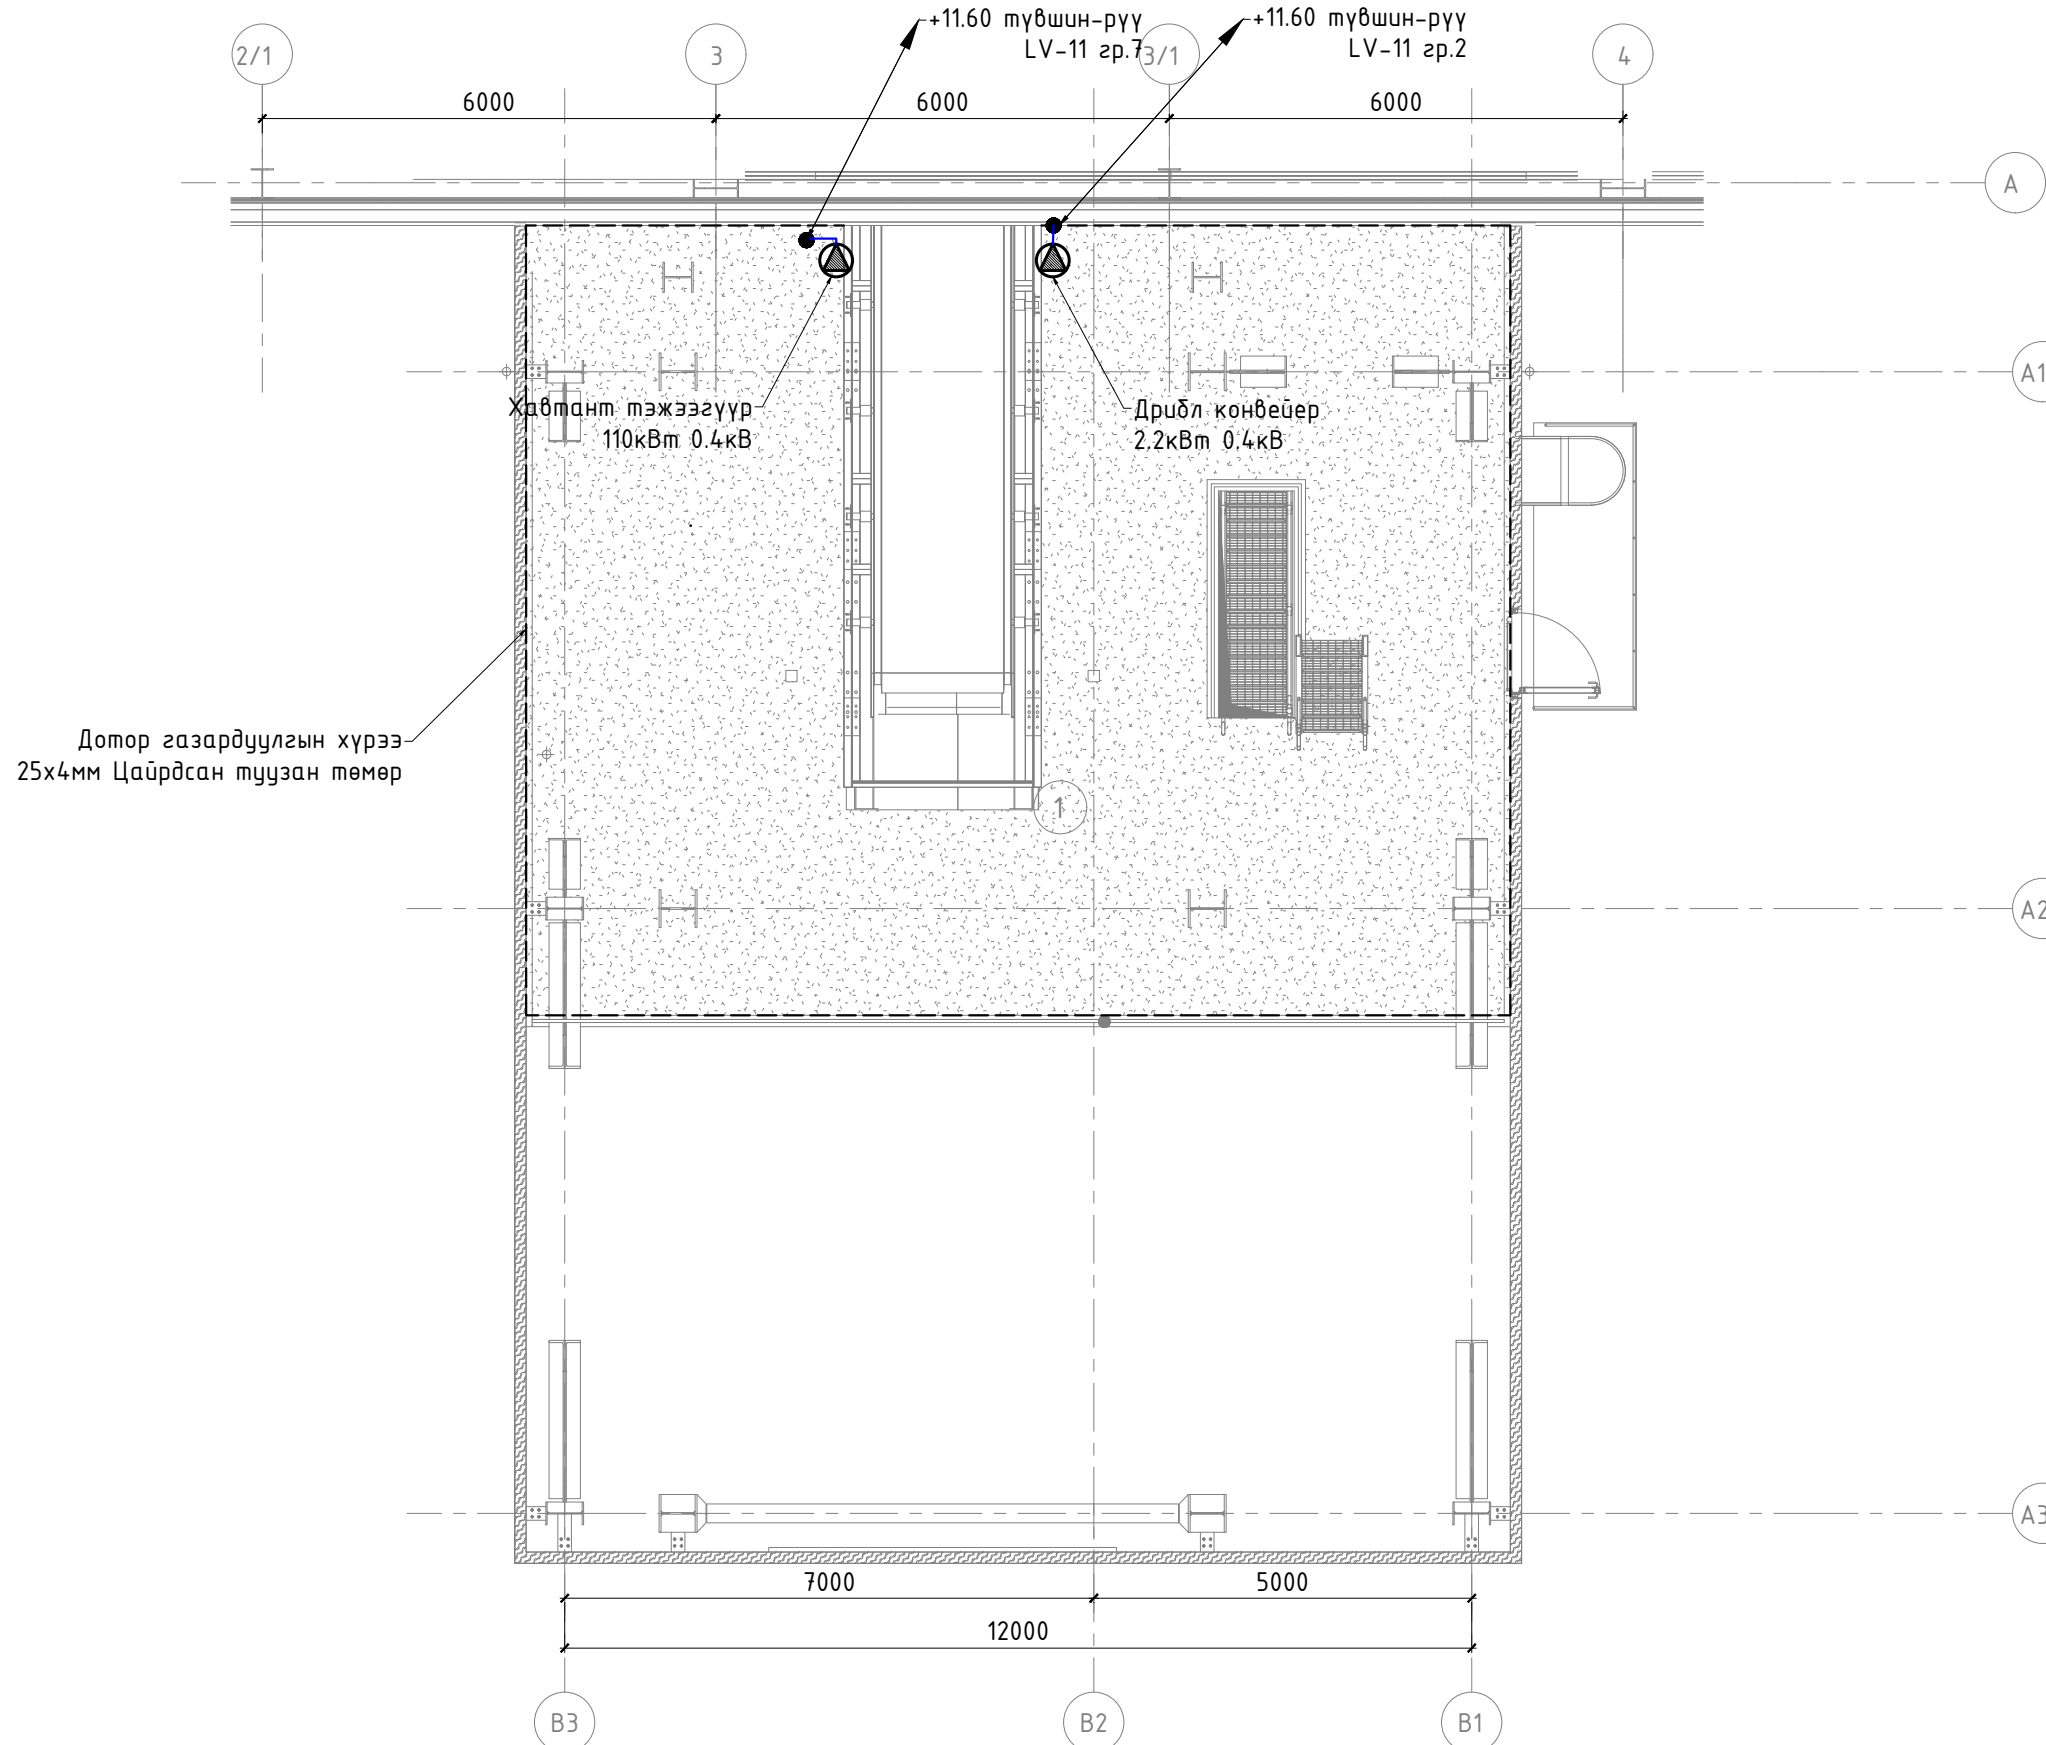 -+11.60 түвшин-рүү
LV-11 гр.7
-+11.60 түвшин-рүү
LV-11 гр.2
2/1
3
3/1
4
6000
6000
6000
A
A1
Хавтант тэжээгүүр
110кВт 0.4кВ
Дрибл конвейер
2,2кВт 0,4кВ
Дотор газардуулгын хүрээ
25x4мм Цайрдсан туузан төмөр
1
A2
A3
7000
5000
12000
B3
B2
B1